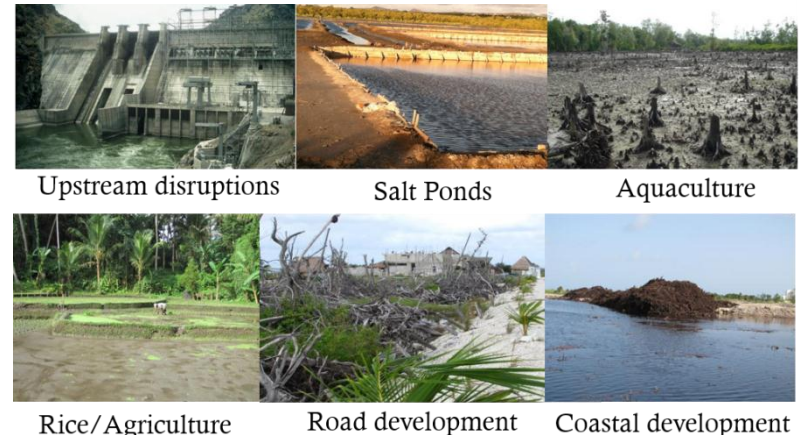 Upstream disruptions
Salt Ponds
Aquaculture
Rice/Agriculture
Road development
Coastal development